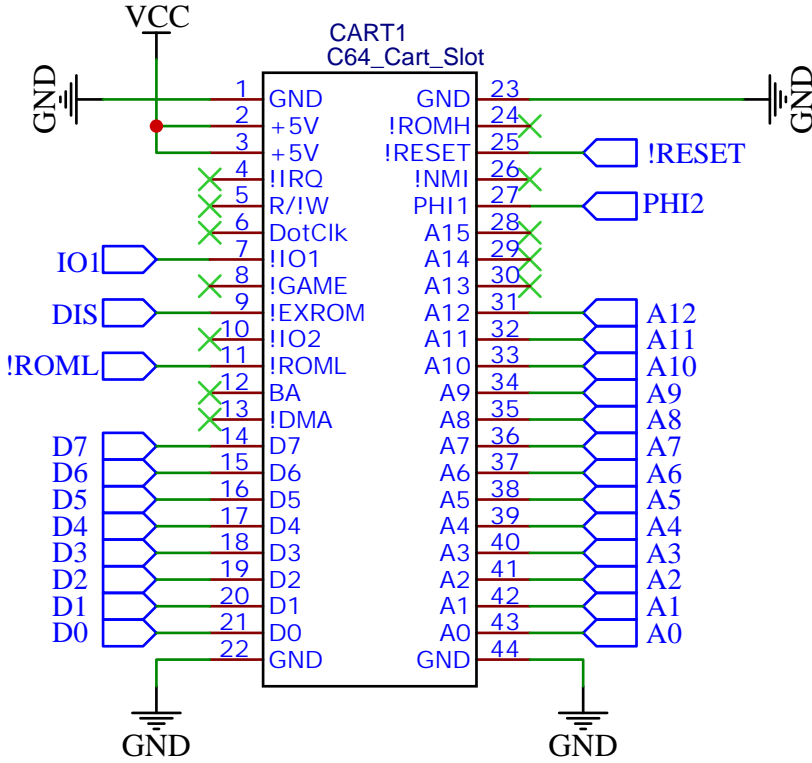 VCC
CART1
C64_Cart_Slot
GND 1 GND GND 23 GND
2 +5V !ROMH 24
3 +5V !RESET 25 !RESET
4 !IRQ !NMI 26
5 R/!W PHI1 27 PHI2
6 DotClk A15 28
IO1 7 !IO1 A14 29
8 !GAME A13 30
DIS 9 !EXROM A12 31 A12
10 !IO2 A11 32 A11
!ROML 11 !ROML A10 33 A10
12 BA A9 34 A9
13 !DMA A8 35 A8
D7 14 D7 A7 36 A7
D6 15 D6 A6 37 A6
D5 16 D5 A5 38 A5
D4 17 D4 A4 39 A4
D3 18 D3 A3 40 A3
D2 19 D2 A2 41 A2
D1 20 D1 A1 42 A1
D0 21 D0 A0 43 A0
22 GND GND 44
GND GND